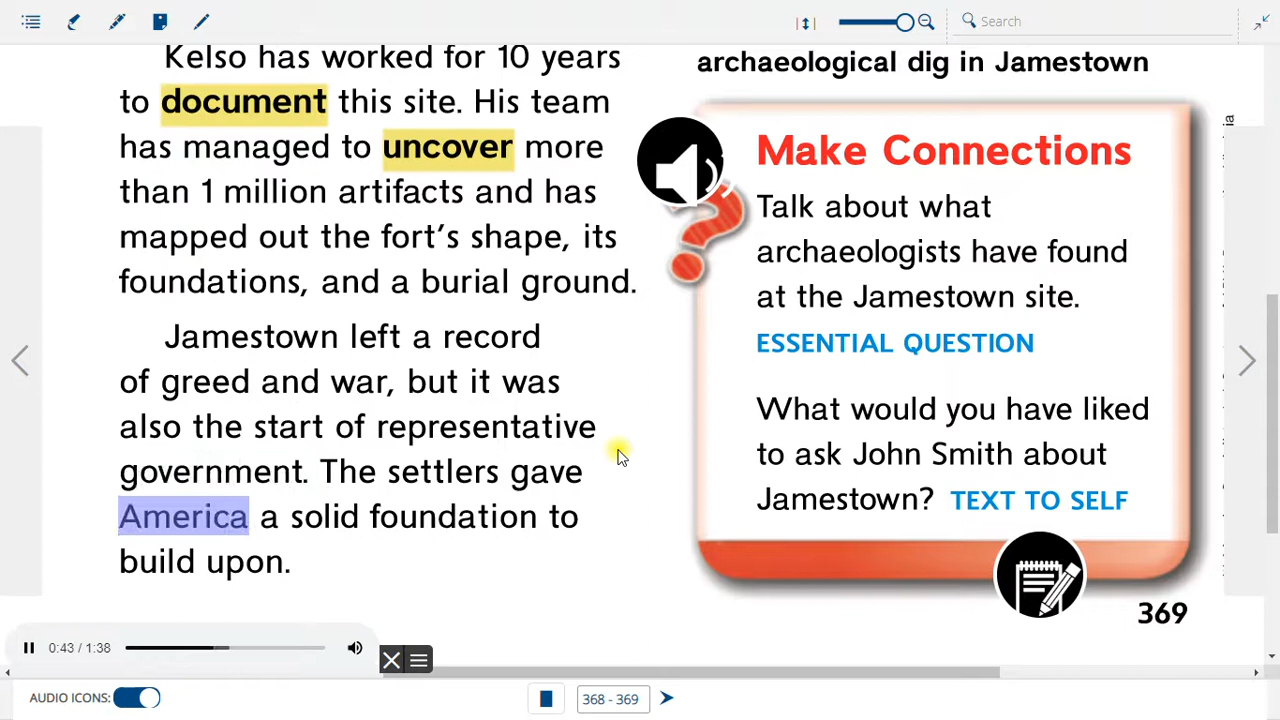 Search
Kelso has worked for 10 years
to document this site. His team
has managed to uncover more
than 1 million artifacts and has
mapped out the fort's shape, its
foundations, and a burial ground.
Jamestown left a record
of greed and war, but it was
also the start of representative
government. The settlers gave
America a solid foundation to
build upon.
archaeological dig in Jamestown
Make Connections
Talk about what
archaeologists have found
at the Jamestown site.
ESSENTIAL QUESTION
What would you have liked
to ask John Smith about
Jamestown? TEXT TO SELF
369
0:43 / 1:38
AUDIO ICONS:
368 - 369